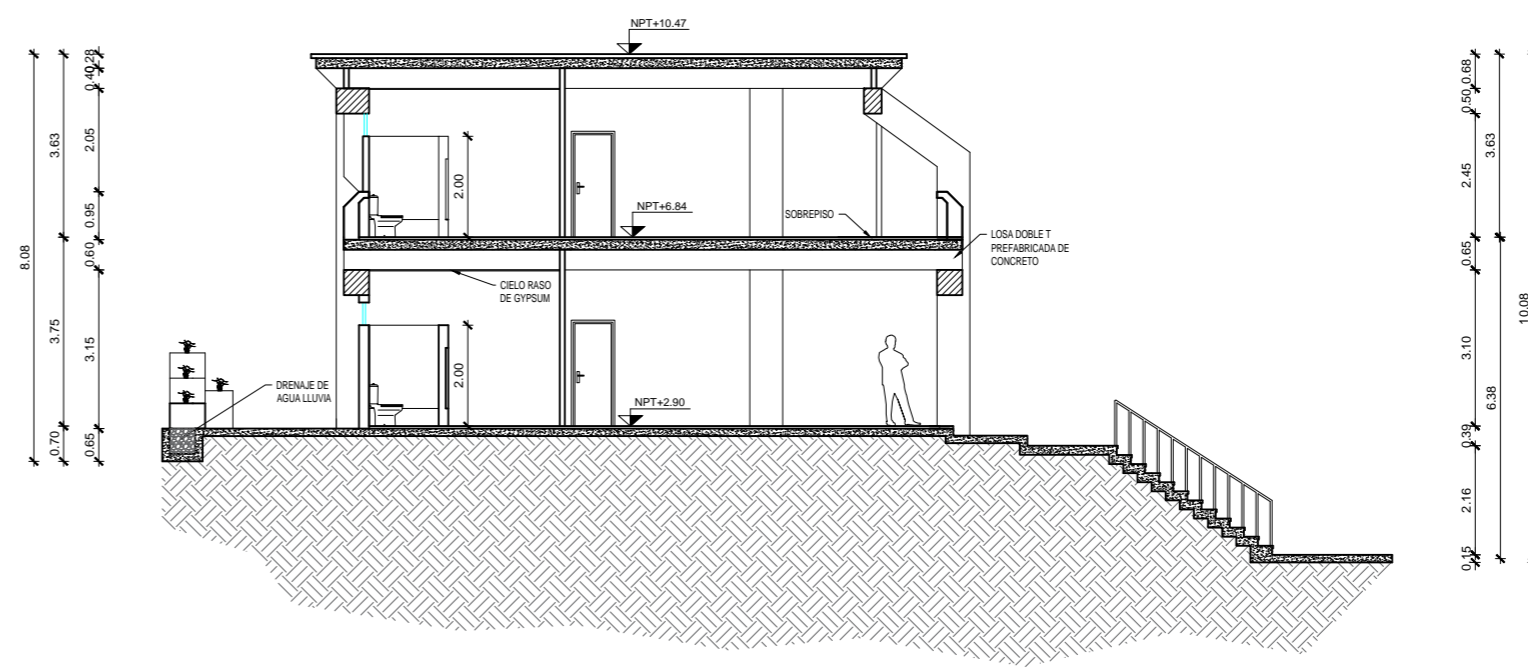 NPT+10.47
0.28
0.40
2.05
0.95
0.60
3.15
0.65
3.63
3.75
0.70
8.08
2.00
NPT+6.84
SOBREPISO
LOSA DOBLE T
PREFABRICADA DE
CONCRETO
CIELO RASO
DE GYPSUM
DRENAJE DE
AGUA LLUVIA
2.00
NPT+2.90
0.68
0.50
2.45
0.65
3.10
0.39
2.16
0.15
3.63
6.38
10.08